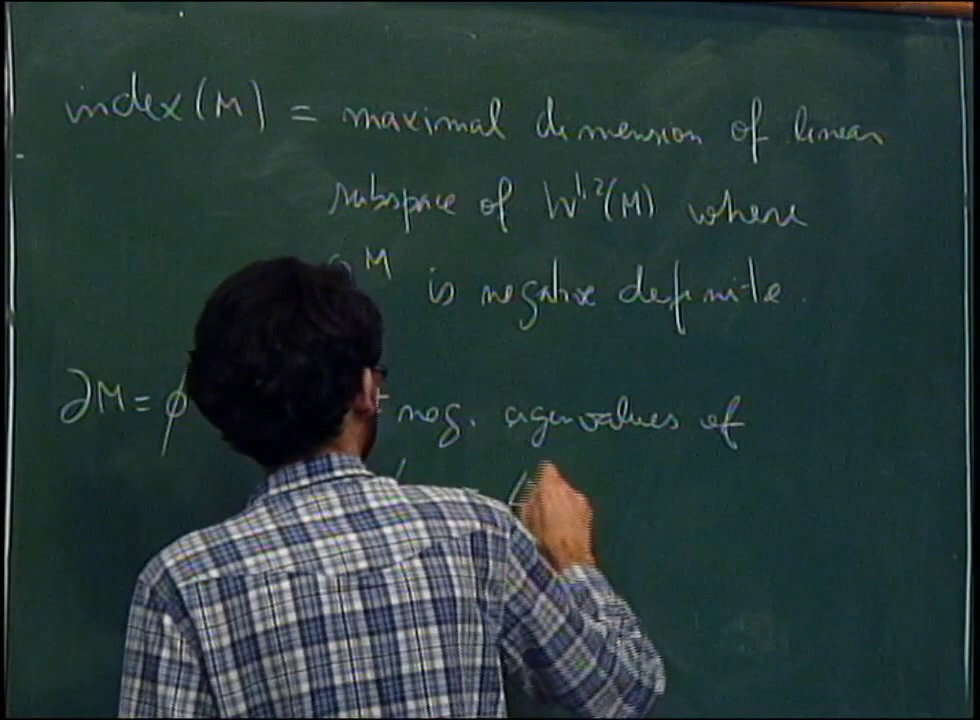 index(M) = maximal dimension of linear
subspace of W^{1,2}(M) where
Q^M is negative definite.
∂M = ϕ neg. eigenvalues of